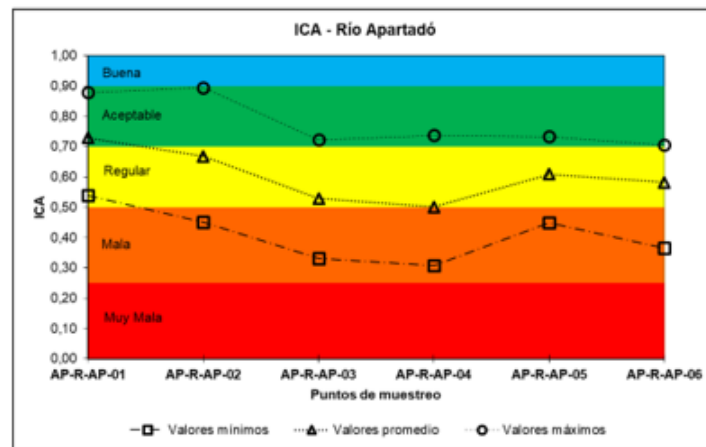 ICA - Río Apartadó
1,00
0,90
0,80
0,70
0,60
0,50
0,40
0,30
0,20
0,10
0,00
ICA
Buena
Aceptable
Regular
Mala
Muy Mala
AP-R-AP-01 AP-R-AP-02 AP-R-AP-03 AP-R-AP-04 AP-R-AP-05 AP-R-AP-06
Puntos de muestreo
Valores mínimos Valores promedio Valores máximos